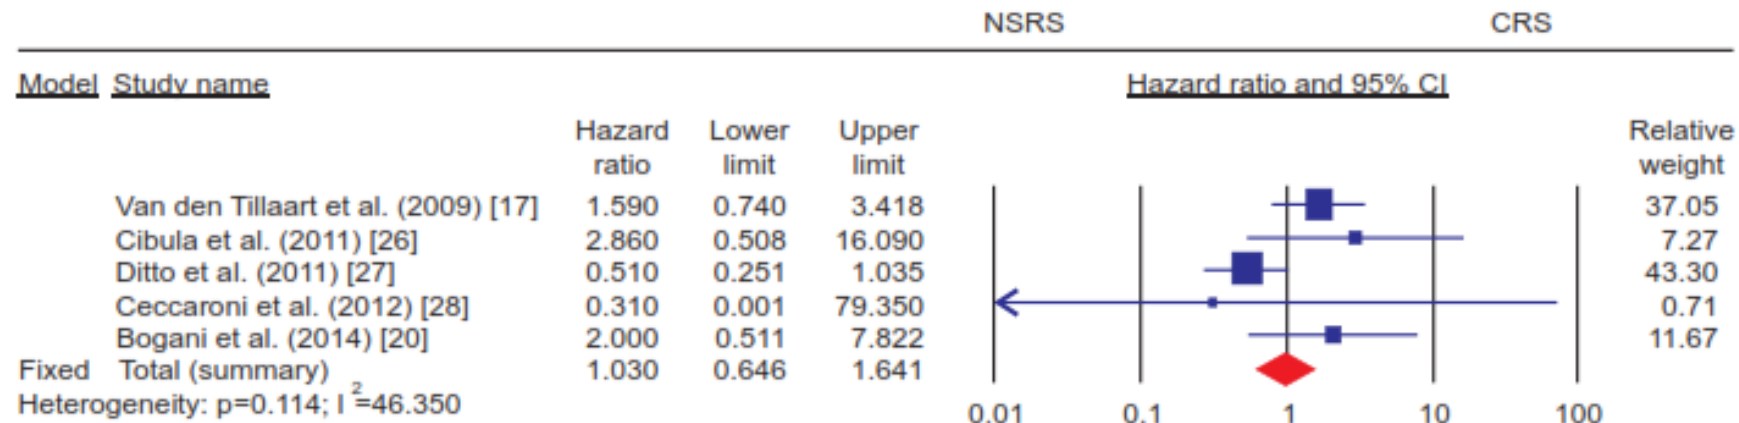 NSRS CRS
Model Study name Hazard ratio and 95% CI
Hazard Lower Upper Relative
ratio limit limit weight
Van den Tillaart et al. (2009) [17] 1.590 0.740 3.418 37.05
Cibula et al. (2011) [26] 2.860 0.508 16.090 7.27
Ditto et al. (2011) [27] 0.510 0.251 1.035 43.30
Ceccaroni et al. (2012) [28] 0.310 0.001 79.350 0.71
Bogani et al. (2014) [20] 2.000 0.511 7.822 11.67
Fixed Total (summary) 1.030 0.646 1.641
Heterogeneity: p=0.114; I²=46.350
0.01 0.1 1 10 100